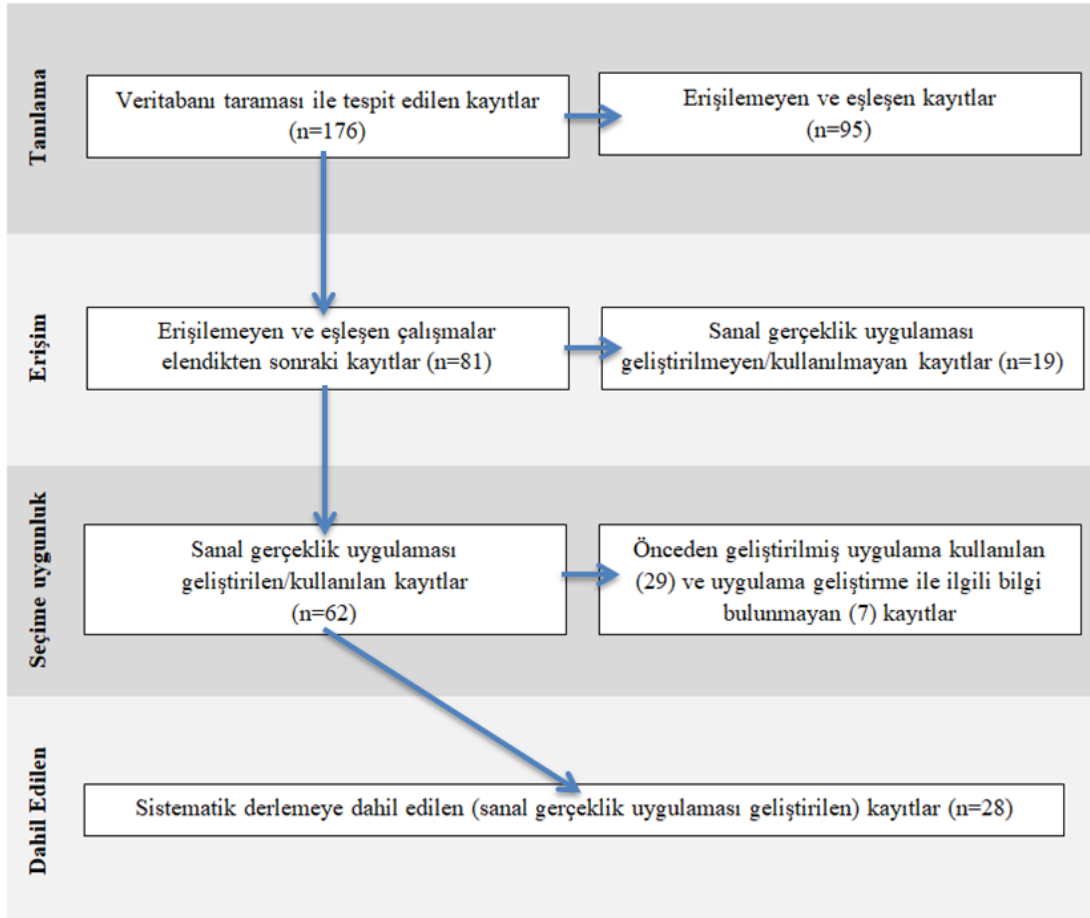 Tanılama
Veritabanı taraması ile tespit edilen kayıtlar
(n=176)
Erişilemeyen ve eşleşen kayıtlar
(n=95)
Erişim
Erişilemeyen ve eşleşen çalışmalar
elendikten sonraki kayıtlar (n=81)
Sanal gerçeklik uygulaması
geliştirilmeyen/kullanılmayan kayıtlar (n=19)
Seçime uygunluk
Sanal gerçeklik uygulaması
geliştirilen/kullanılan kayıtlar
(n=62)
Önceden geliştirilmiş uygulama kullanılan
(29) ve uygulama geliştirme ile ilgili bilgi
bulunmayan (7) kayıtlar
Dahil Edilen
Sistematik derlemeye dahil edilen (sanal gerçeklik uygulaması geliştirilen) kayıtlar (n=28)